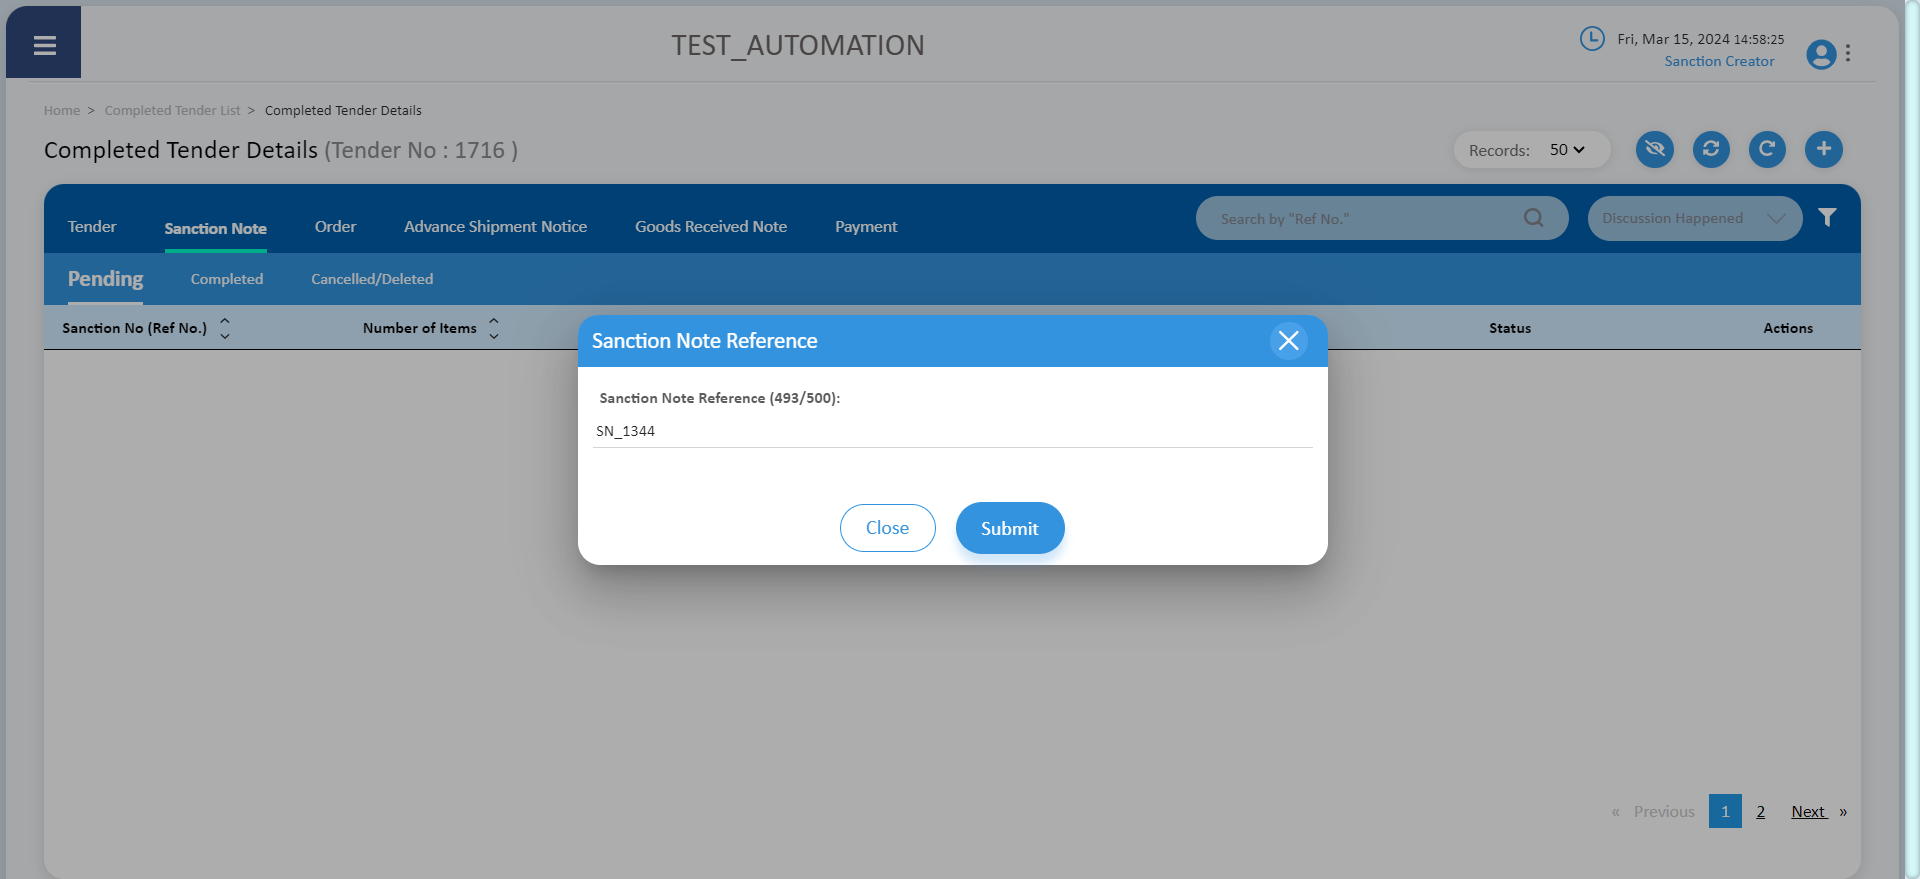 TEST_AUTOMATION
Fri, Mar 15, 2024 14:58:25
Sanction Creator
Home > Completed Tender List > Completed Tender Details
Completed Tender Details (Tender No : 1716 )
Records: 50
Tender Sanction Note Order Advance Shipment Notice Goods Received Note Payment Search by "Ref No." Discussion Happened
Pending Completed Cancelled/Deleted
Sanction No (Ref No.) Number of Items Status Actions
Sanction Note Reference
Sanction Note Reference (493/500):
SN_1344
Close Submit
« Previous 1 2 Next »